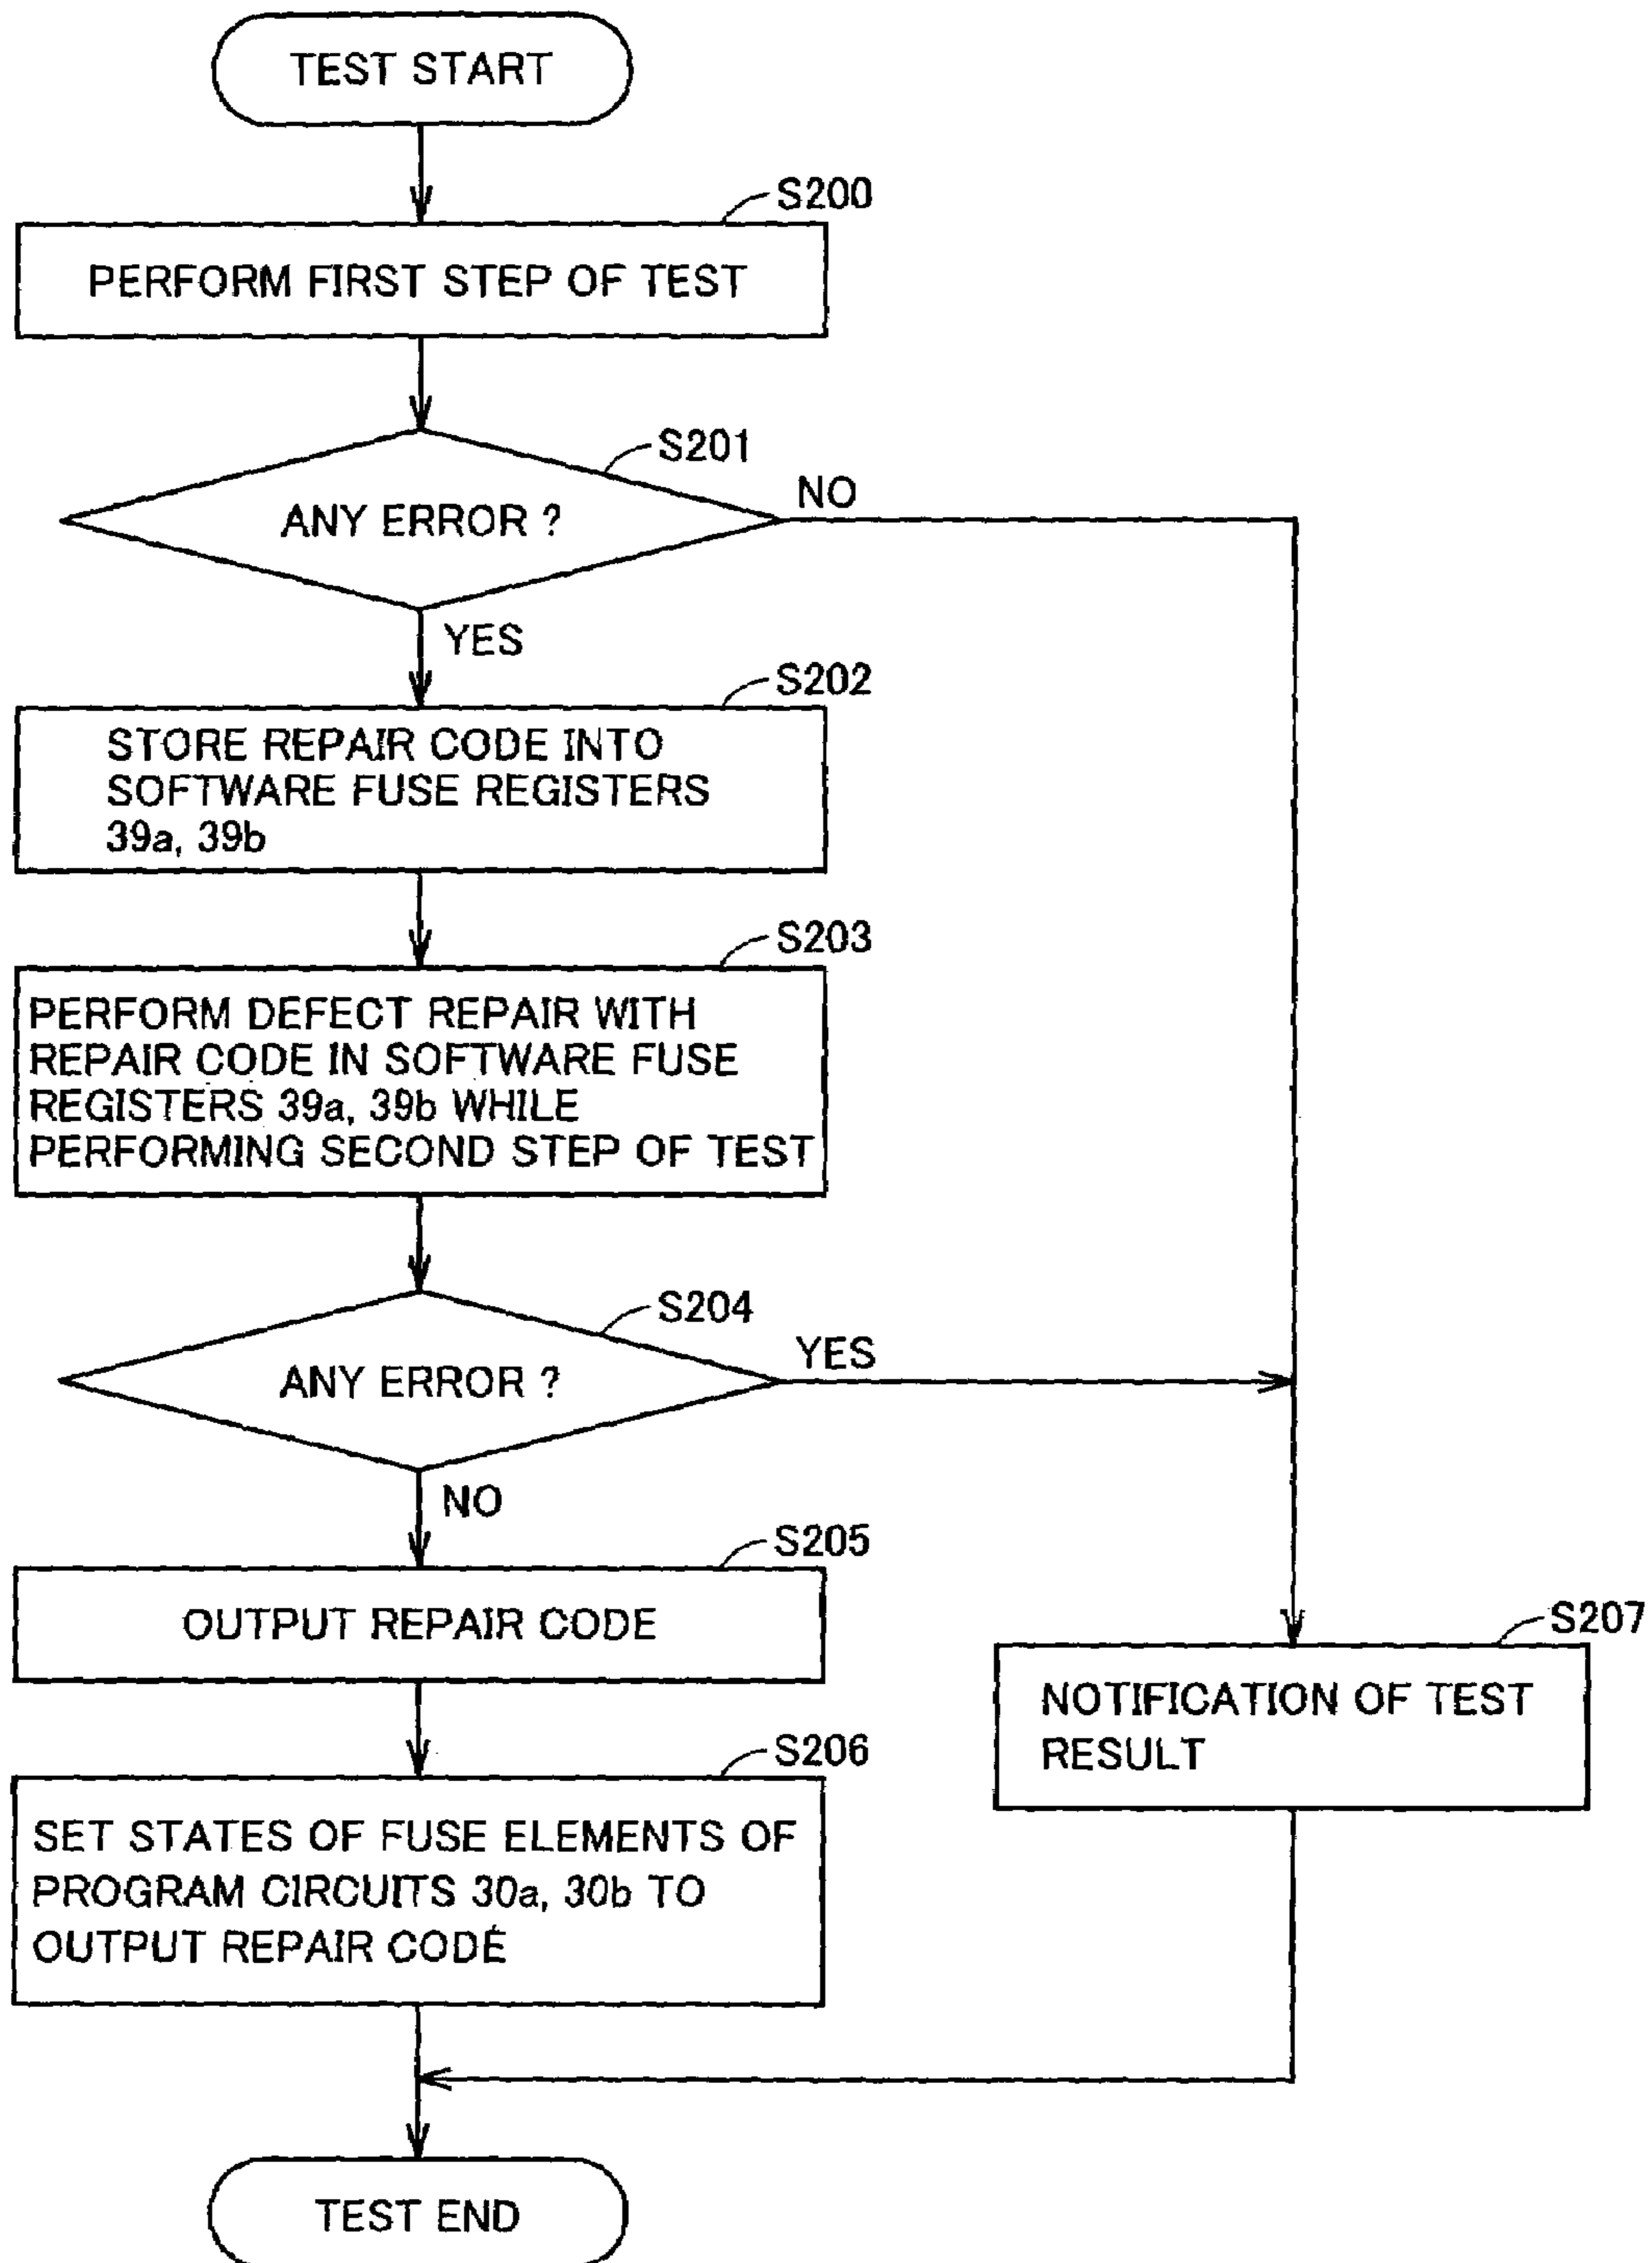 TEST START
S200
PERFORM FIRST STEP OF TEST
S201
ANY ERROR ?
NO
YES
S202
STORE REPAIR CODE INTO
SOFTWARE FUSE REGISTERS
39a, 39b
S203
PERFORM DEFECT REPAIR WITH
REPAIR CODE IN SOFTWARE FUSE
REGISTERS 39a, 39b WHILE
PERFORMING SECOND STEP OF TEST
S204
ANY ERROR ?
YES
NO
S205
OUTPUT REPAIR CODE
S207
NOTIFICATION OF TEST
RESULT
S206
SET STATES OF FUSE ELEMENTS OF
PROGRAM CIRCUITS 30a, 30b TO
OUTPUT REPAIR CODE
TEST END